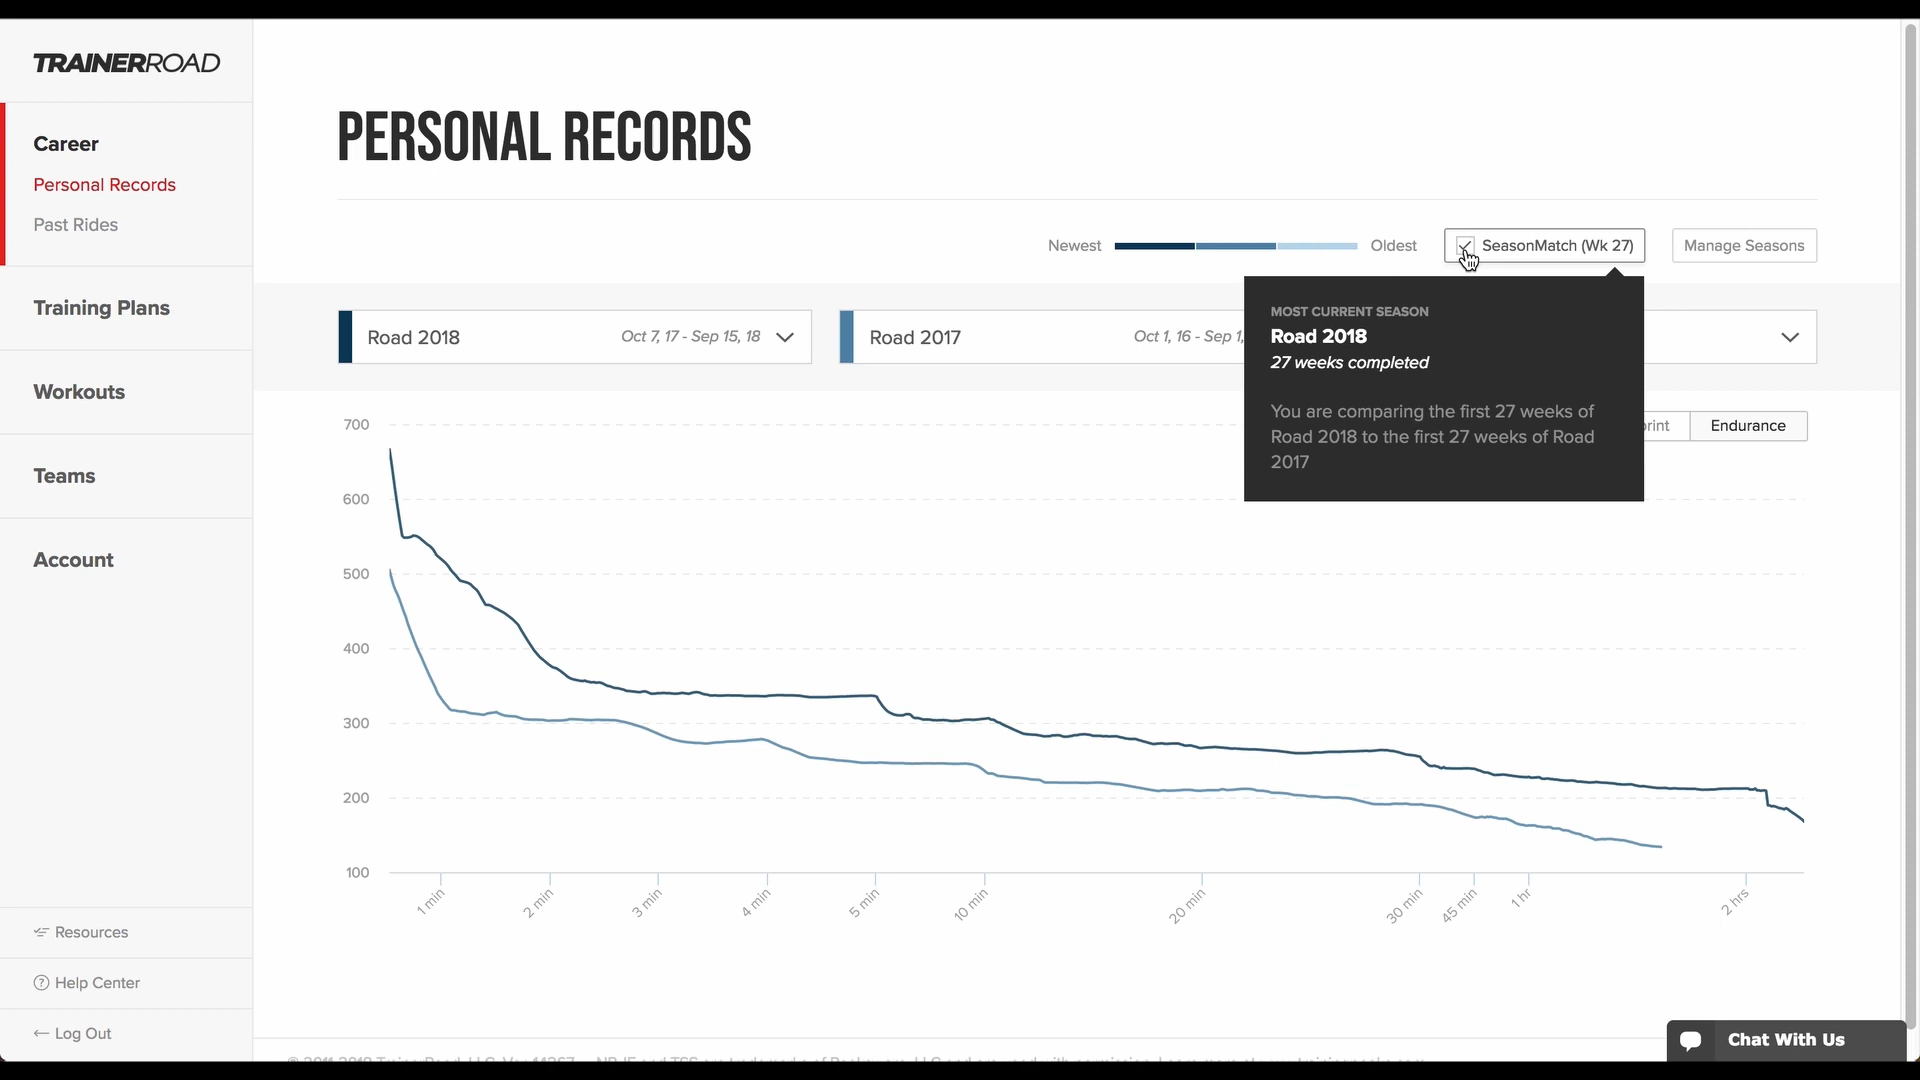 TRAINERROAD
Career
Personal Records
Past Rides
Training Plans
Workouts
Teams
Account
Resources
Help Center
Log Out
PERSONAL RECORDS
Newest
Oldest
SeasonMatch (Wk 27)
Manage Seasons
Road 2018
Oct 7, 17 - Sep 15, 18
Road 2017
Oct 1, 16 - Sep 1,
MOST CURRENT SEASON
Road 2018
27 weeks completed
You are comparing the first 27 weeks of
Road 2018 to the first 27 weeks of Road
2017
Endurance
700
600
500
400
300
200
100
1 min
2 min
3 min
4 min
5 min
10 min
20 min
30 min
45 min
1 hr
2 hrs
Chat With Us